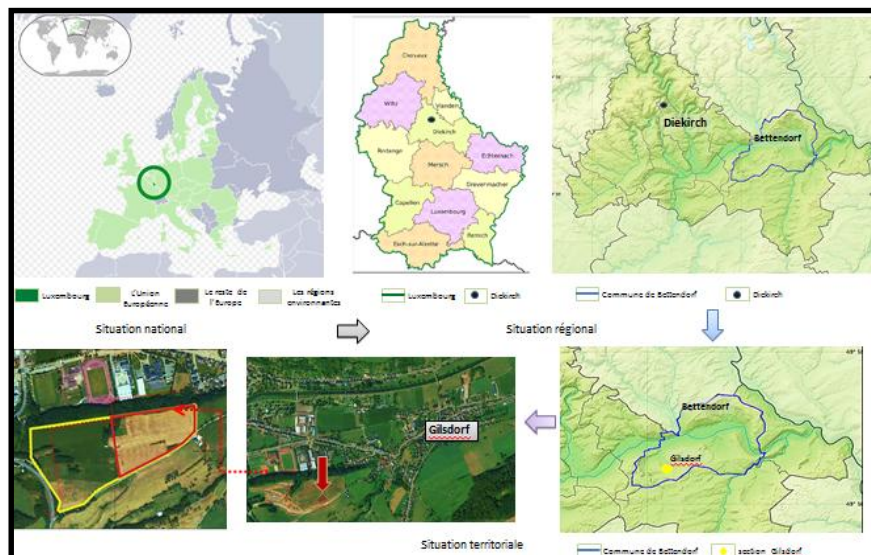 Clervaux
Wiltz
Vianden
Diekirch
Redange
Mersch
Echternach
Grevenmacher
Capellen
Luxembourg
Esch-sur-Alzette
Remich
Diekirch
Bettendorf
Luxembourg
L'Union Européenne
Le reste de l'Europe
Les régions environnantes
Luxembourg
Diekirch
Commune de Bettendorf
Diekirch
Situation national
Situation régional
Gilsdorf
Bettendorf
Gilsdorf
Situation territoriale
Commune de Bettendorf
section Gilsdorf